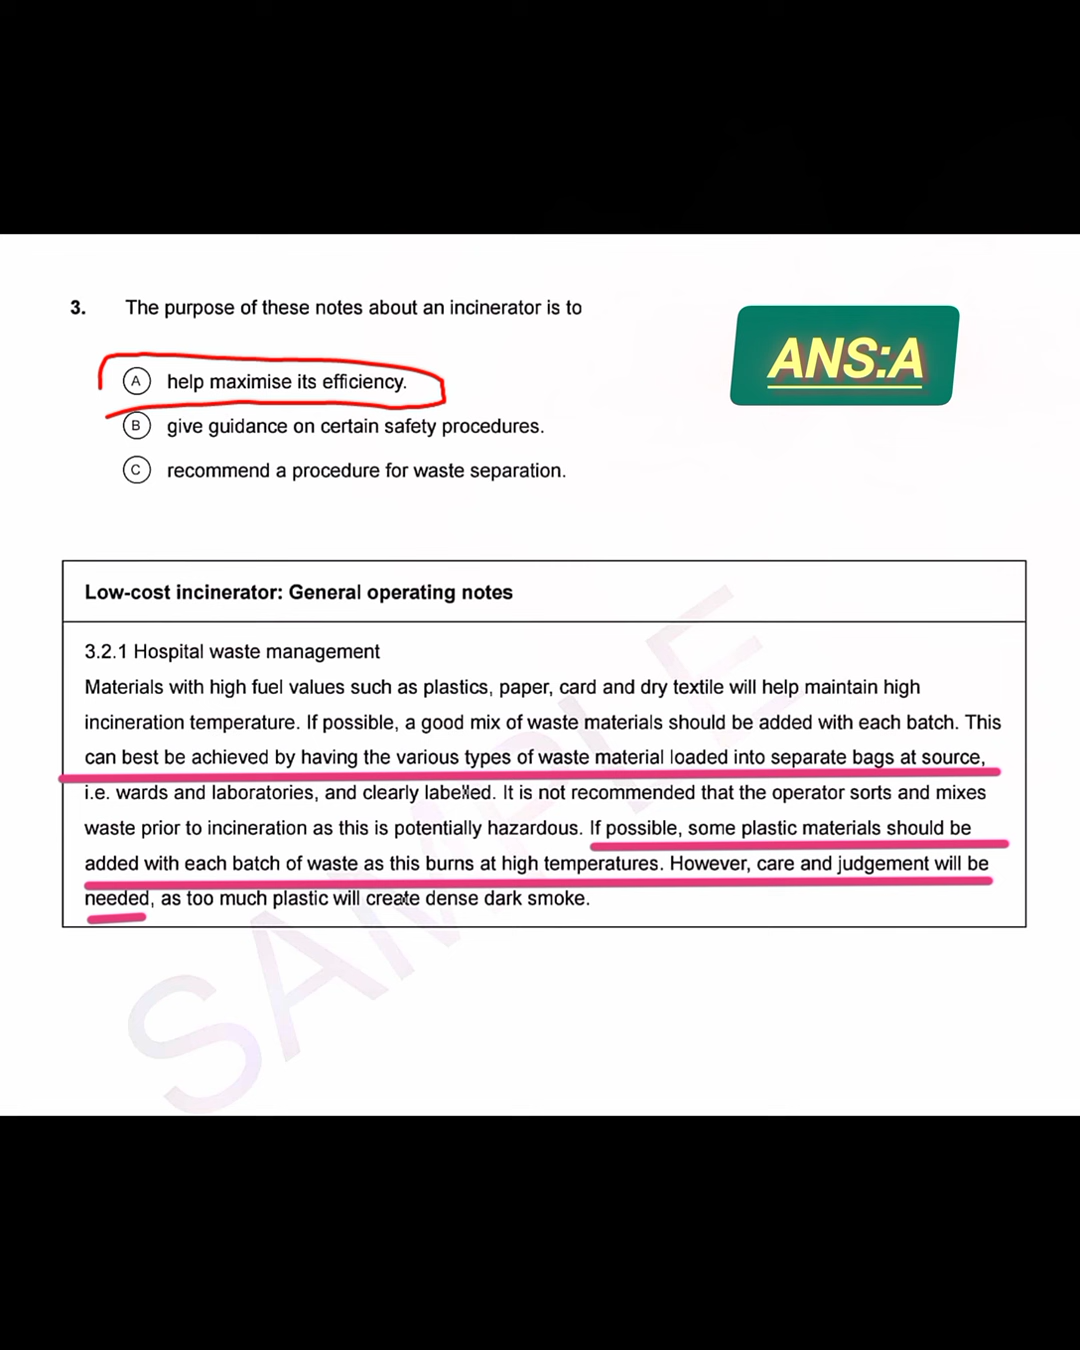 3. The purpose of these notes about an incinerator is to
ANS:A
A help maximise its efficiency.
B give guidance on certain safety procedures.
C recommend a procedure for waste separation.
Low-cost incinerator: General operating notes
3.2.1 Hospital waste management
Materials with high fuel values such as plastics, paper, card and dry textile will help maintain high
incineration temperature. If possible, a good mix of waste materials should be added with each batch. This
can best be achieved by having the various types of waste material loaded into separate bags at source,
i.e. wards and laboratories, and clearly labelled. It is not recommended that the operator sorts and mixes
waste prior to incineration as this is potentially hazardous. If possible, some plastic materials should be
added with each batch of waste as this burns at high temperatures. However, care and judgement will be
needed, as too much plastic will create dense dark smoke.
SAMPLE